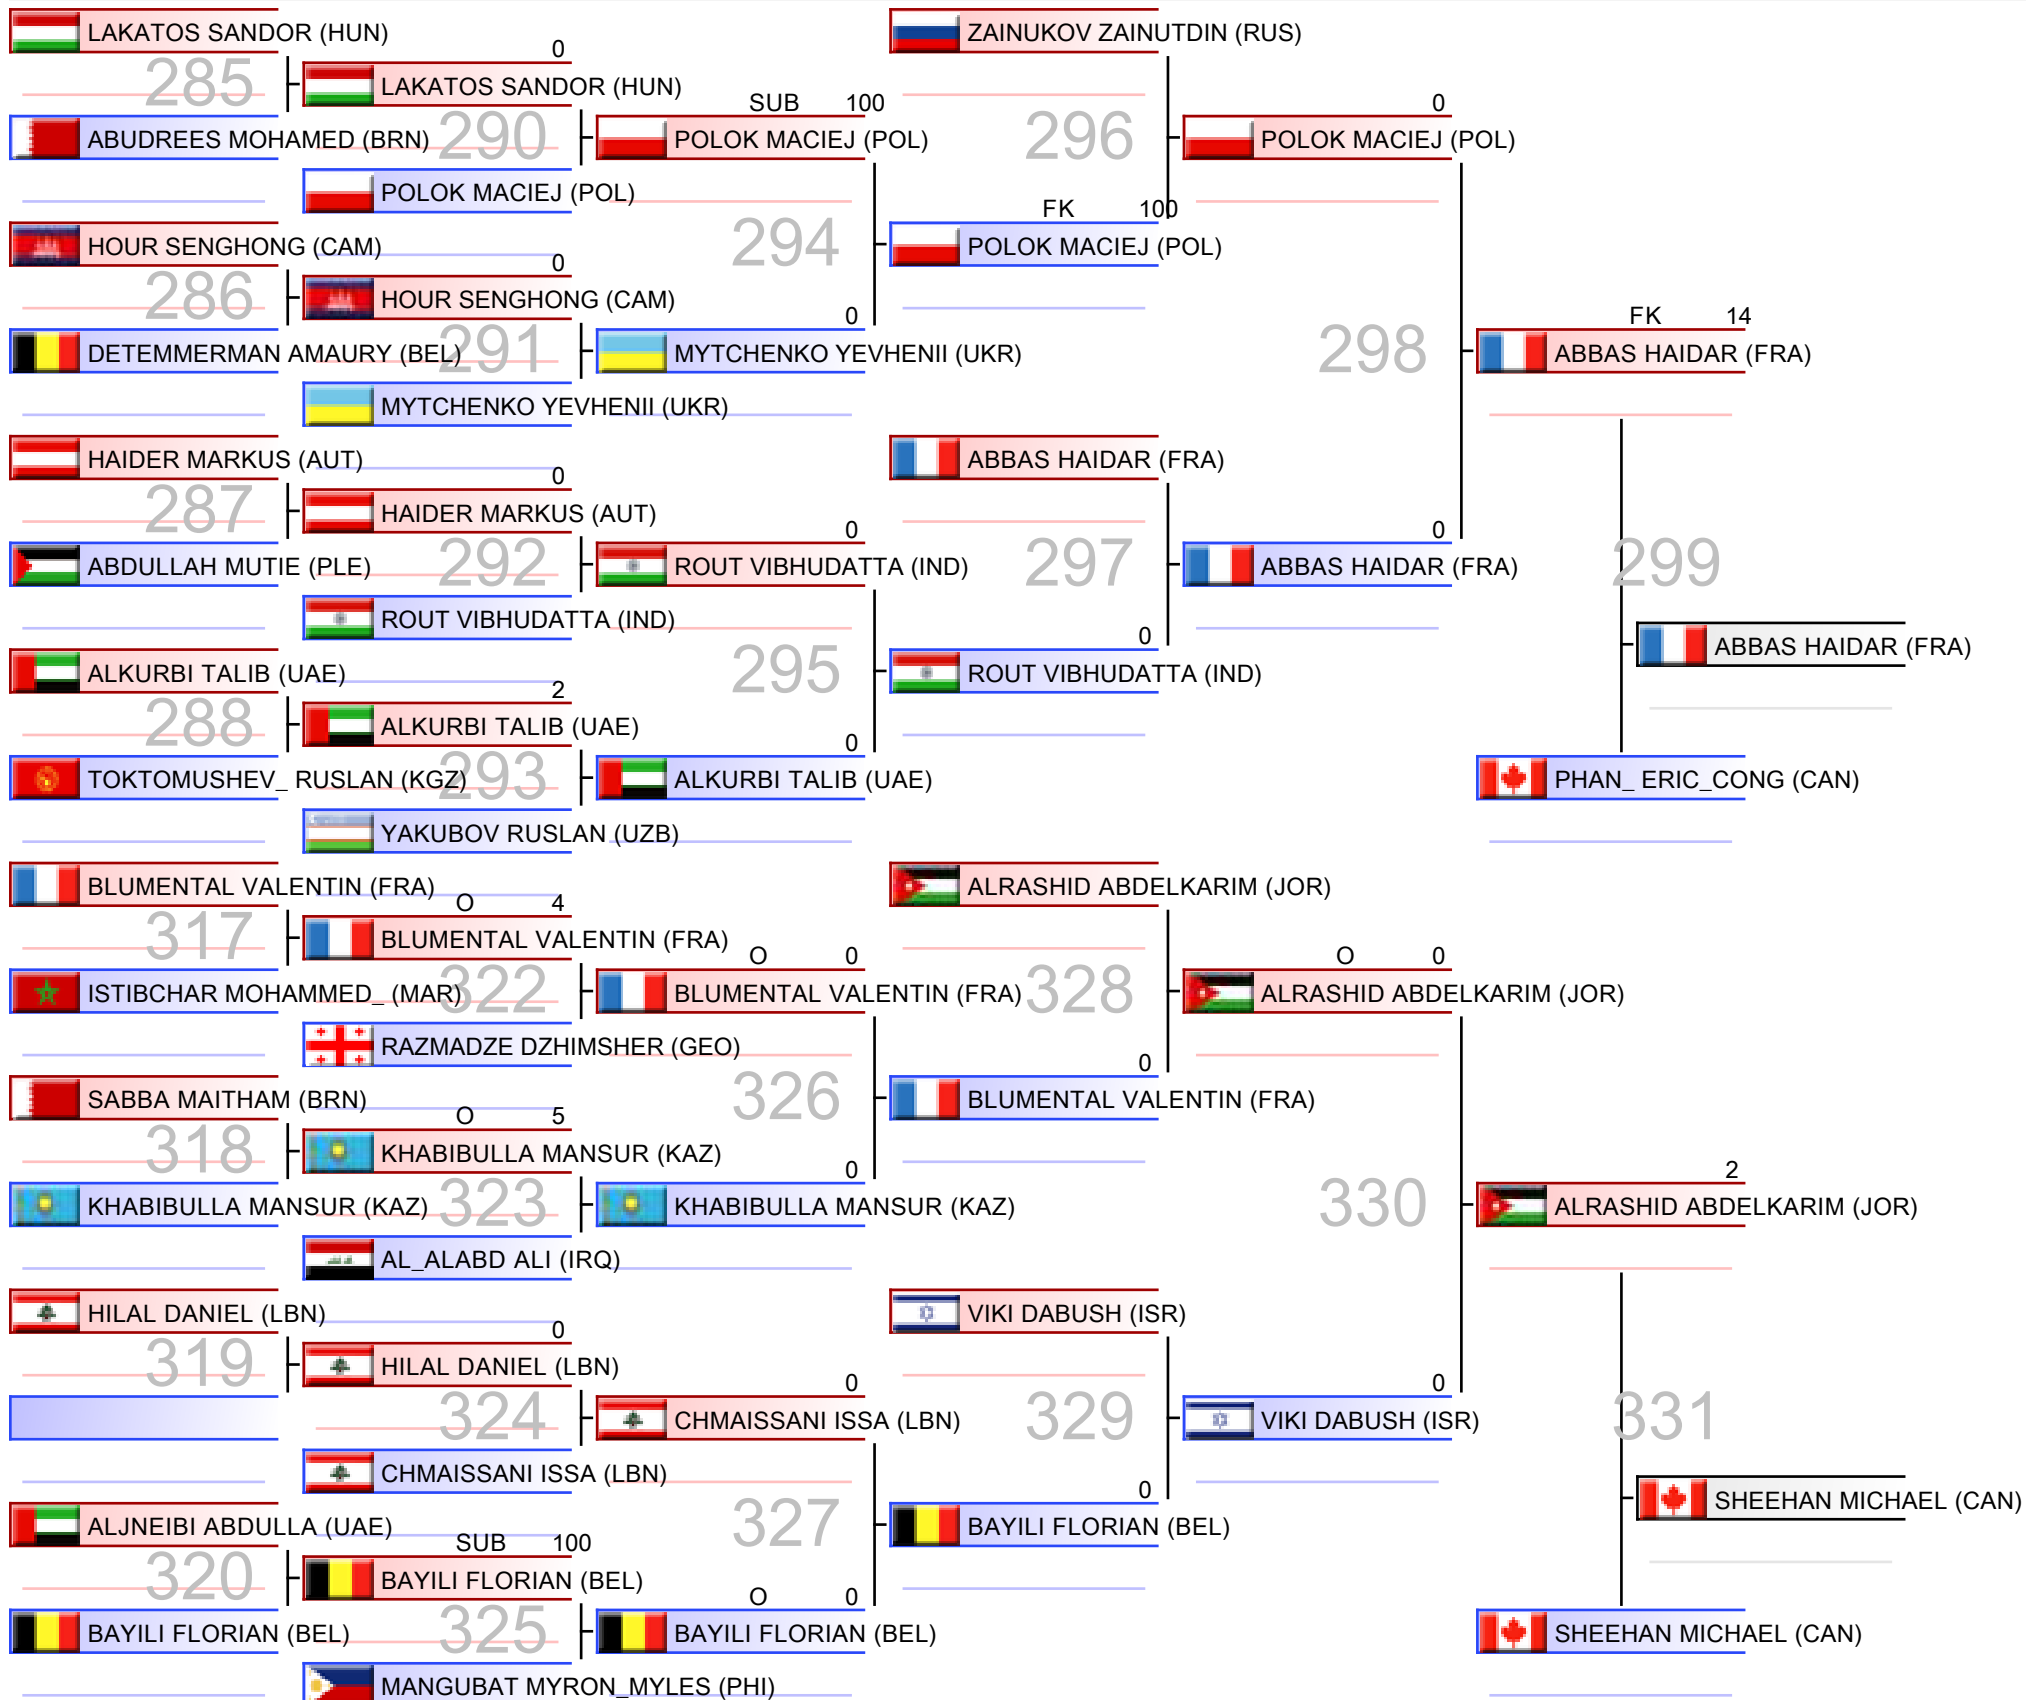 LAKATOS SANDOR (HUN)
285
ABUDREES MOHAMED (BRN)
HOUR SENGHONG (CAM)
286
DETEMMERMAN AMAURY (BEL)
HAIDER MARKUS (AUT)
287
ABDULLAH MUTIE (PLE)
ALKURBI TALIB (UAE)
288
TOKTOMUSHEV_ RUSLAN (KGZ)
BLUMENTAL VALENTIN (FRA)
317
ISTIBCHAR MOHAMMED_ (MAR)
SABBA MAITHAM (BRN)
318
KHABIBULLA MANSUR (KAZ)
HILAL DANIEL (LBN)
319
ALJNEIBI ABDULLA (UAE)
320
BAYILI FLORIAN (BEL)
0
LAKATOS SANDOR (HUN)
290
POLOK MACIEJ (POL)
0
HOUR SENGHONG (CAM)
291
MYTCHENKO YEVHENII (UKR)
0
HAIDER MARKUS (AUT)
292
ROUT VIBHUDATTA (IND)
2
ALKURBI TALIB (UAE)
293
YAKUBOV RUSLAN (UZB)
O 4
BLUMENTAL VALENTIN (FRA)
322
RAZMADZE DZHIMSHER (GEO)
O 5
KHABIBULLA MANSUR (KAZ)
323
AL_ALABD ALI (IRQ)
0
HILAL DANIEL (LBN)
324
CHMAISSANI ISSA (LBN)
SUB 100
BAYILI FLORIAN (BEL)
325
MANGUBAT MYRON_MYLES (PHI)
SUB 100
POLOK MACIEJ (POL)
294
0
MYTCHENKO YEVHENII (UKR)
0
ROUT VIBHUDATTA (IND)
295
0
ALKURBI TALIB (UAE)
O 0
BLUMENTAL VALENTIN (FRA)
326
0
KHABIBULLA MANSUR (KAZ)
0
CHMAISSANI ISSA (LBN)
327
O 0
BAYILI FLORIAN (BEL)
ZAINUKOV ZAINUTDIN (RUS)
296
FK 100
POLOK MACIEJ (POL)
ABBAS HAIDAR (FRA)
297
0
ROUT VIBHUDATTA (IND)
ALRASHID ABDELKARIM (JOR)
328
0
BLUMENTAL VALENTIN (FRA)
VIKI DABUSH (ISR)
329
0
BAYILI FLORIAN (BEL)
0
POLOK MACIEJ (POL)
298
0
ABBAS HAIDAR (FRA)
O 0
ALRASHID ABDELKARIM (JOR)
330
0
VIKI DABUSH (ISR)
FK 14
ABBAS HAIDAR (FRA)
299
PHAN_ ERIC_CONG (CAN)
2
ALRASHID ABDELKARIM (JOR)
331
SHEEHAN MICHAEL (CAN)
ABBAS HAIDAR (FRA)
SHEEHAN MICHAEL (CAN)